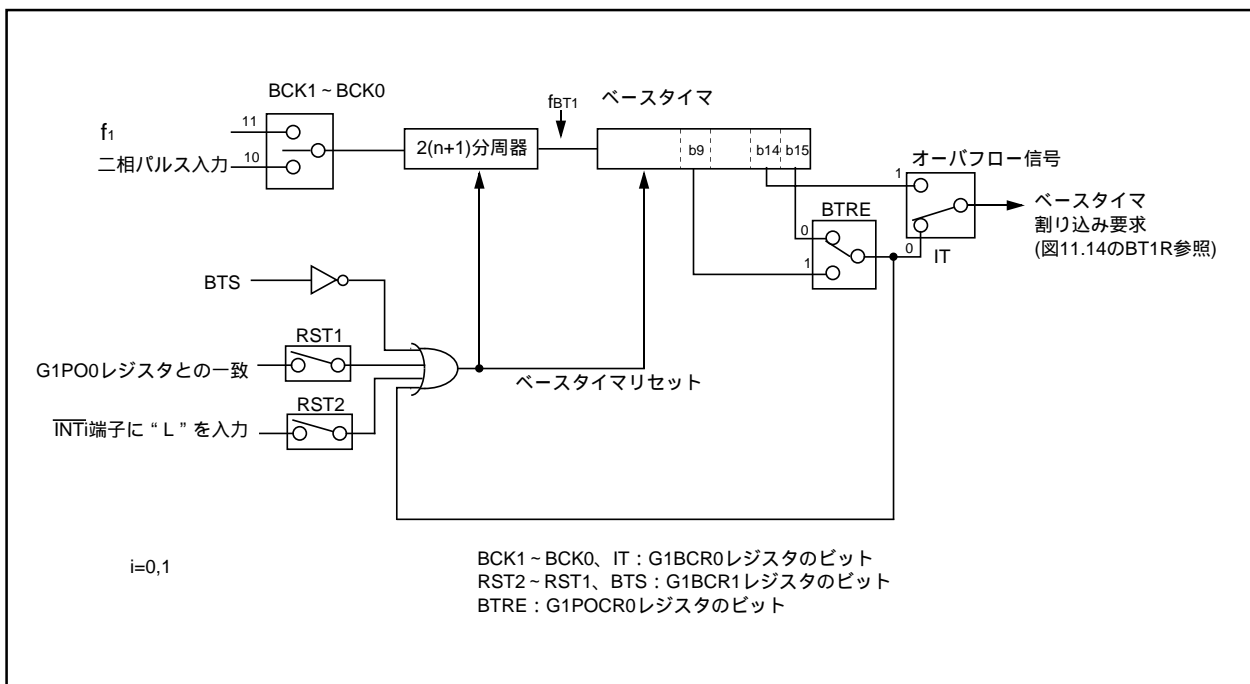 BCK1 ~ BCK0
f1
11
二相パルス入力
10
2(n+1)分周器
fBT1
ベースタイマ
b9
b14
b15
BTRE
0
1
オーバフロー信号
1
0
IT
ベースタイマ
割り込み要求
(図11.14のBT1R参照)
BTS
RST1
G1PO0レジスタとの一致
RST2
INTi端子に“ L ”を入力
ベースタイマリセット
i=0,1
BCK1 ~ BCK0、IT : G1BCR0レジスタのビット
RST2 ~ RST1、BTS : G1BCR1レジスタのビット
BTRE : G1POCR0レジスタのビット